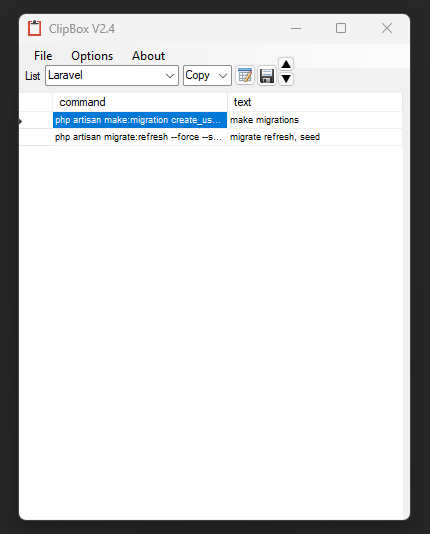 ClipBox V2.4
File Options About
List Laravel Copy
command text
php artisan make:migration create_us... make migrations
php artisan migrate:refresh --force --s... migrate refresh, seed